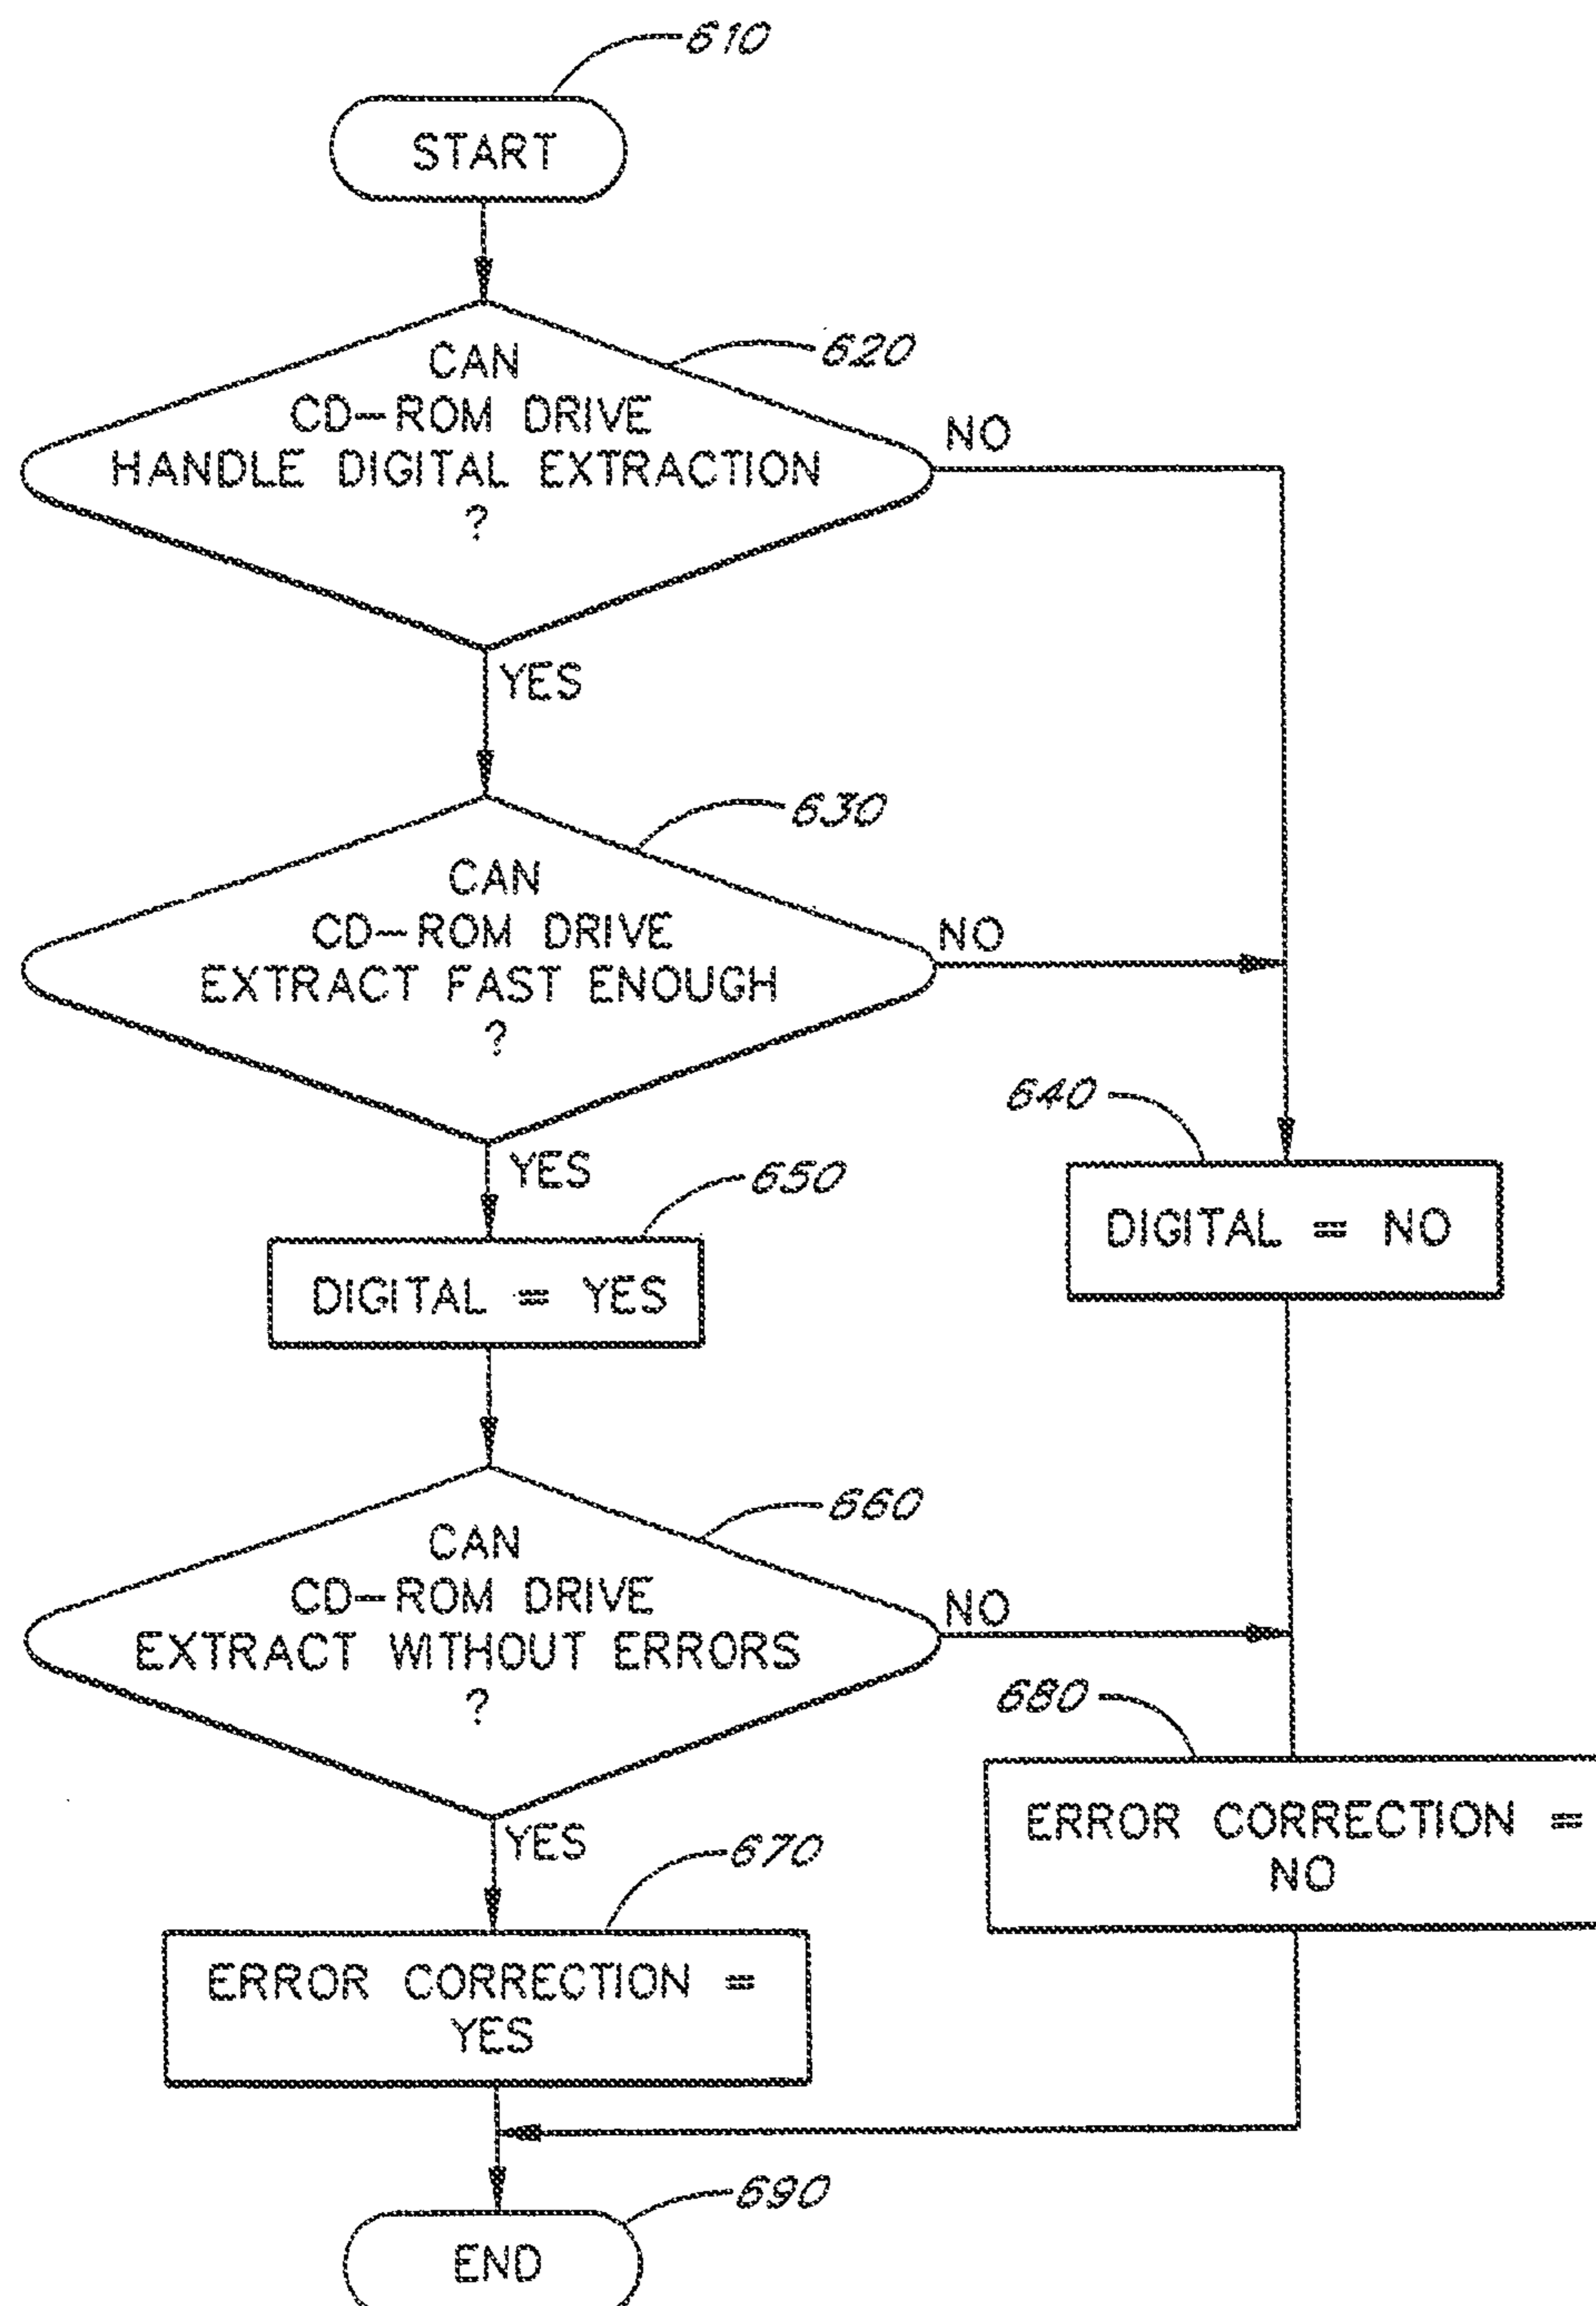 610
START
620
CAN
CD-ROM DRIVE
HANDLE DIGITAL EXTRACTION
?
NO
YES
630
CAN
CD-ROM DRIVE
EXTRACT FAST ENOUGH
?
NO
YES
640
DIGITAL = NO
650
DIGITAL = YES
660
CAN
CD-ROM DRIVE
EXTRACT WITHOUT ERRORS
?
NO
YES
680
ERROR CORRECTION =
NO
670
ERROR CORRECTION =
YES
690
END